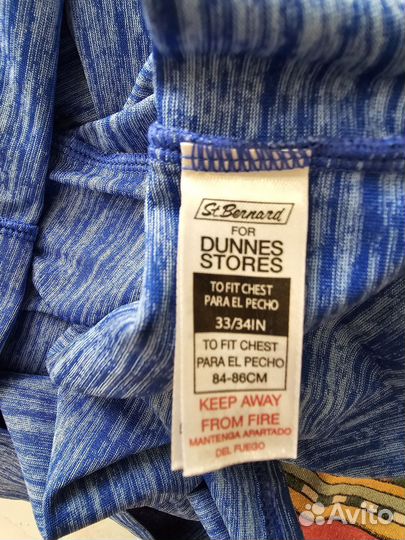 St Bernard
FOR
DUNNES
STORES
TO FIT CHEST
PARA EL PECHO
33/34IN
TO FIT CHEST
PARA EL PECHO
84-86CM
KEEP AWAY
FROM FIRE
MANTENGA APARTADO
DEL FUEGO
Avito